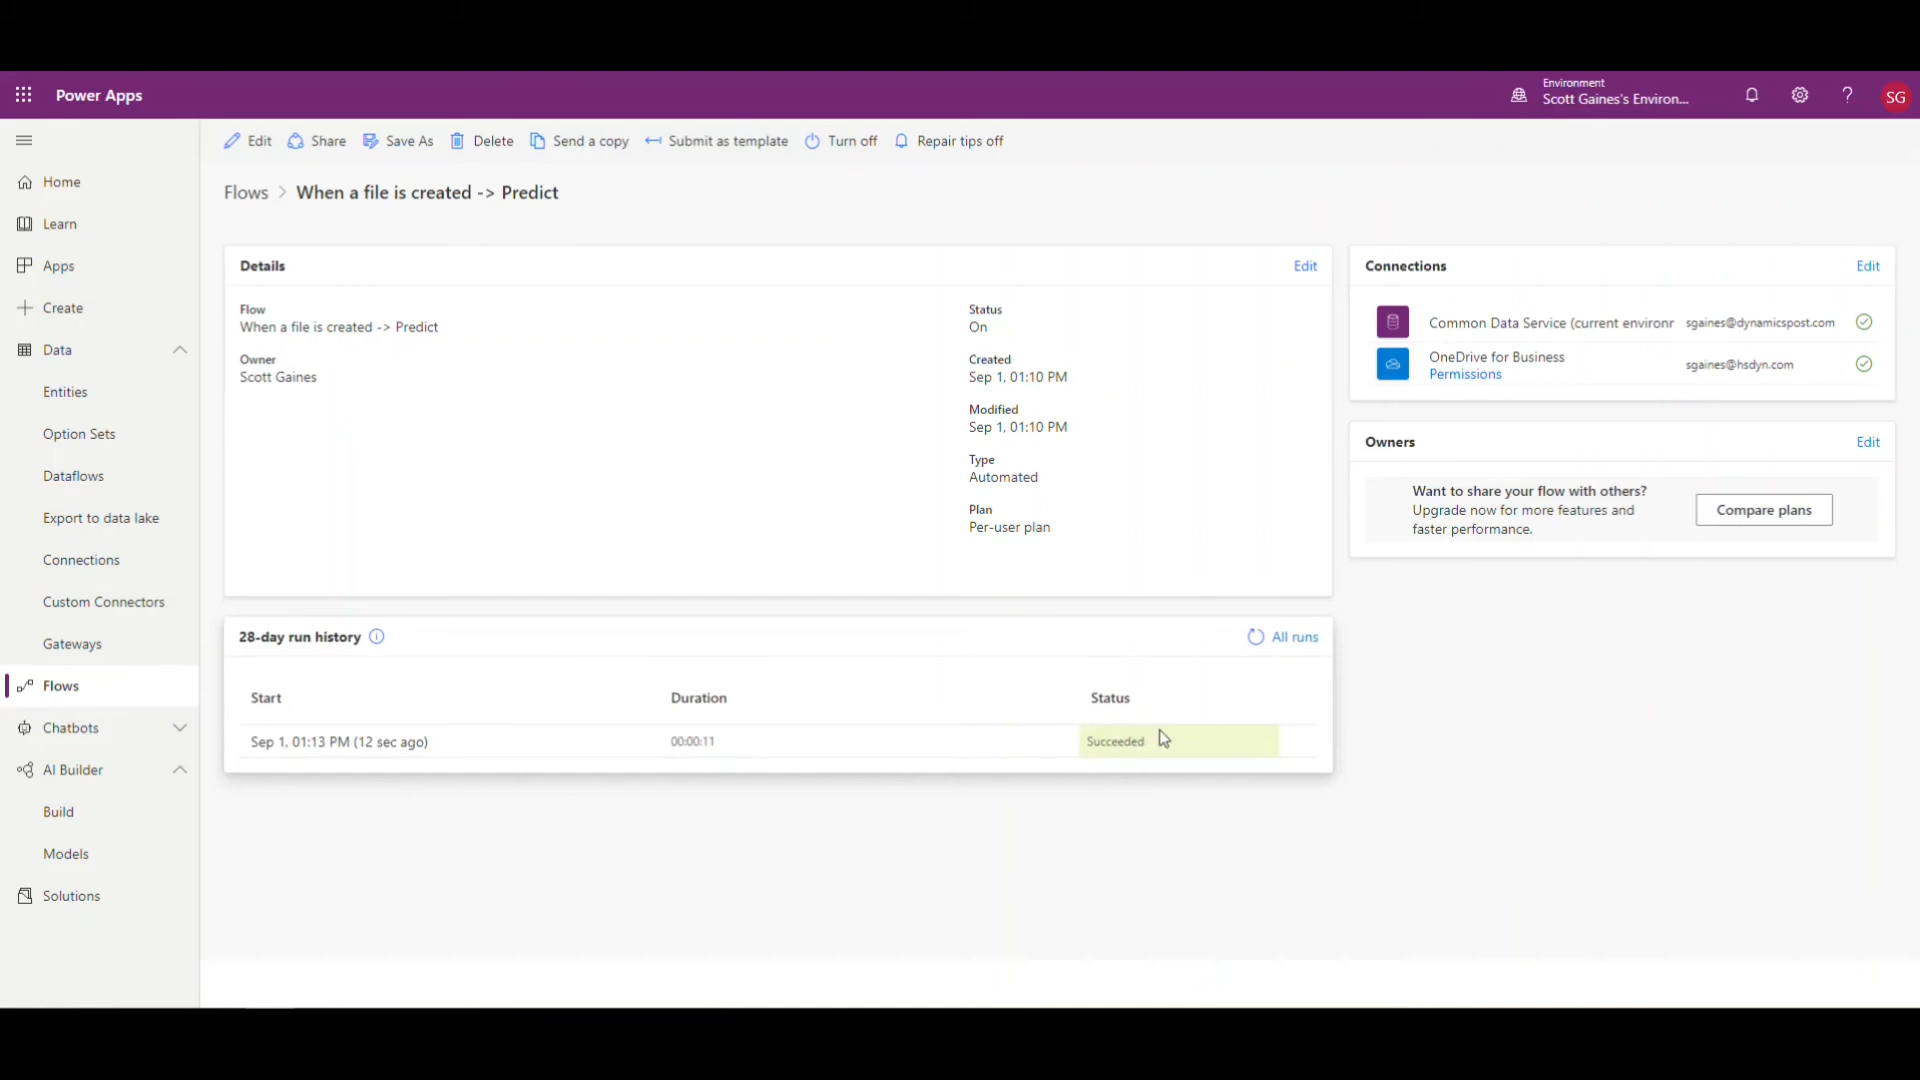 Power Apps
Environment
Scott Gaines's Environ...
?
SG
Edit
Share
Save As
Delete
Send a copy
Submit as template
Turn off
Repair tips off
Home
Learn
Apps
Create
Data
Entities
Option Sets
Dataflows
Export to data lake
Connections
Custom Connectors
Gateways
Flows
Chatbots
AI Builder
Build
Models
Solutions
Flows > When a file is created -> Predict
Details
Edit
Flow
When a file is created -> Predict
Owner
Scott Gaines
Status
On
Created
Sep 1, 01:10 PM
Modified
Sep 1, 01:10 PM
Type
Automated
Plan
Per-user plan
Connections
Edit
Common Data Service (current environr
sgaines@dynamicspost.com
OneDrive for Business
Permissions
sgaines@hsdyn.com
Owners
Edit
Want to share your flow with others?
Upgrade now for more features and
faster performance.
Compare plans
28-day run history
All runs
Start
Duration
Status
Sep 1, 01:13 PM (12 sec ago)
00:00:11
Succeeded